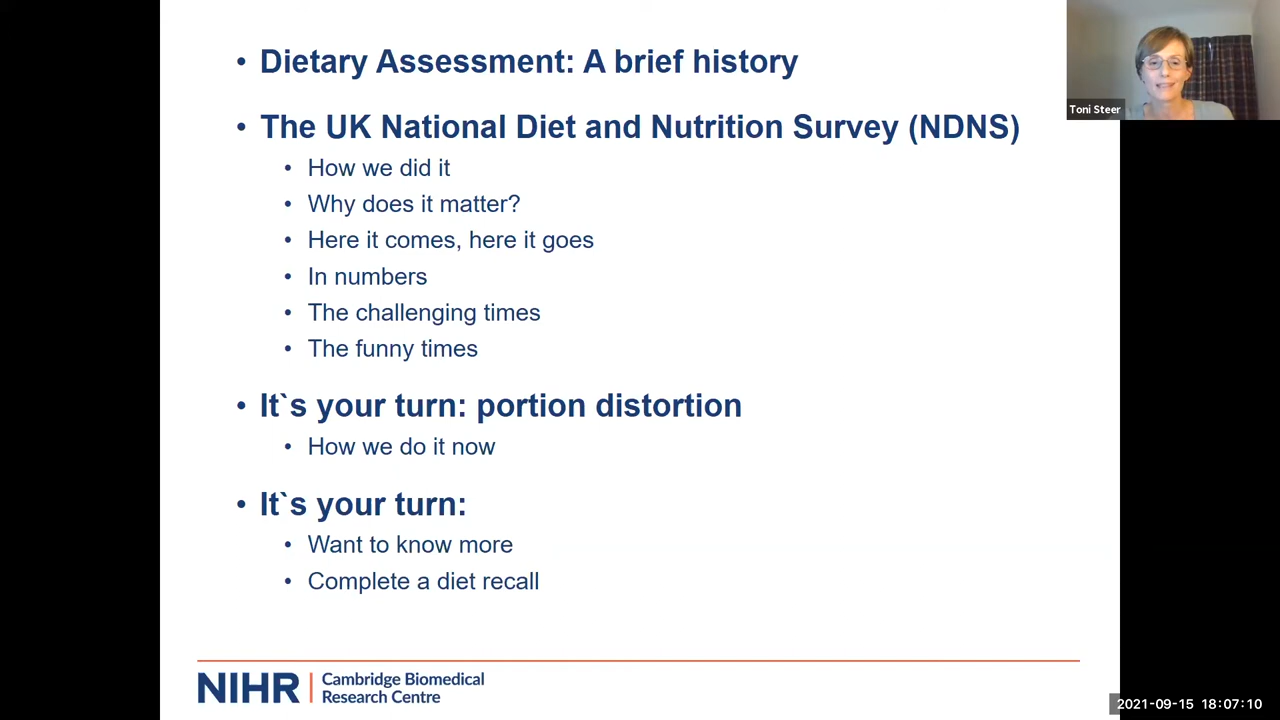 • Dietary Assessment: A brief history
• The UK National Diet and Nutrition Survey (NDNS)
• How we did it
• Why does it matter?
• Here it comes, here it goes
• In numbers
• The challenging times
• The funny times
• It`s your turn: portion distortion
• How we do it now
• It`s your turn:
• Want to know more
• Complete a diet recall
NIHR | Cambridge Biomedical
Research Centre
Toni Steer
2021-09-15 18:07:10